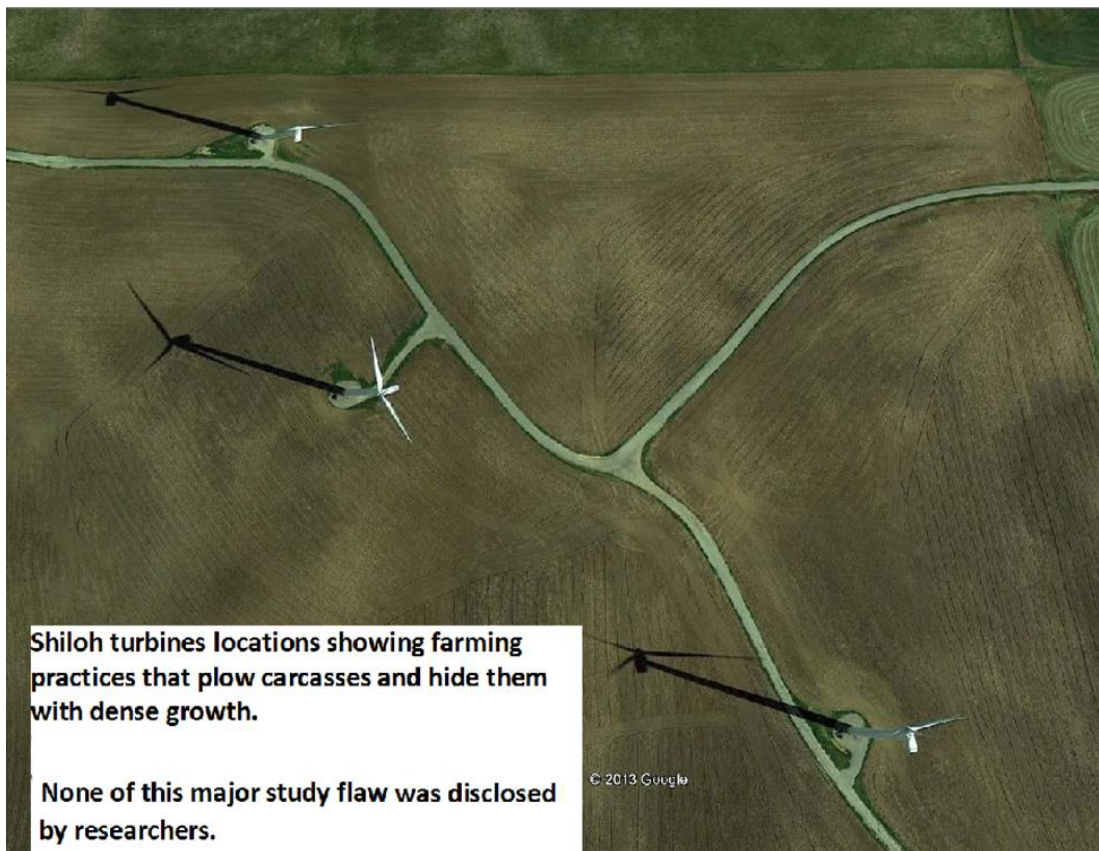 Shiloh turbines locations showing farming
practices that plow carcasses and hide them
with dense growth.
None of this major study flaw was disclosed
by researchers.
© 2013 Google